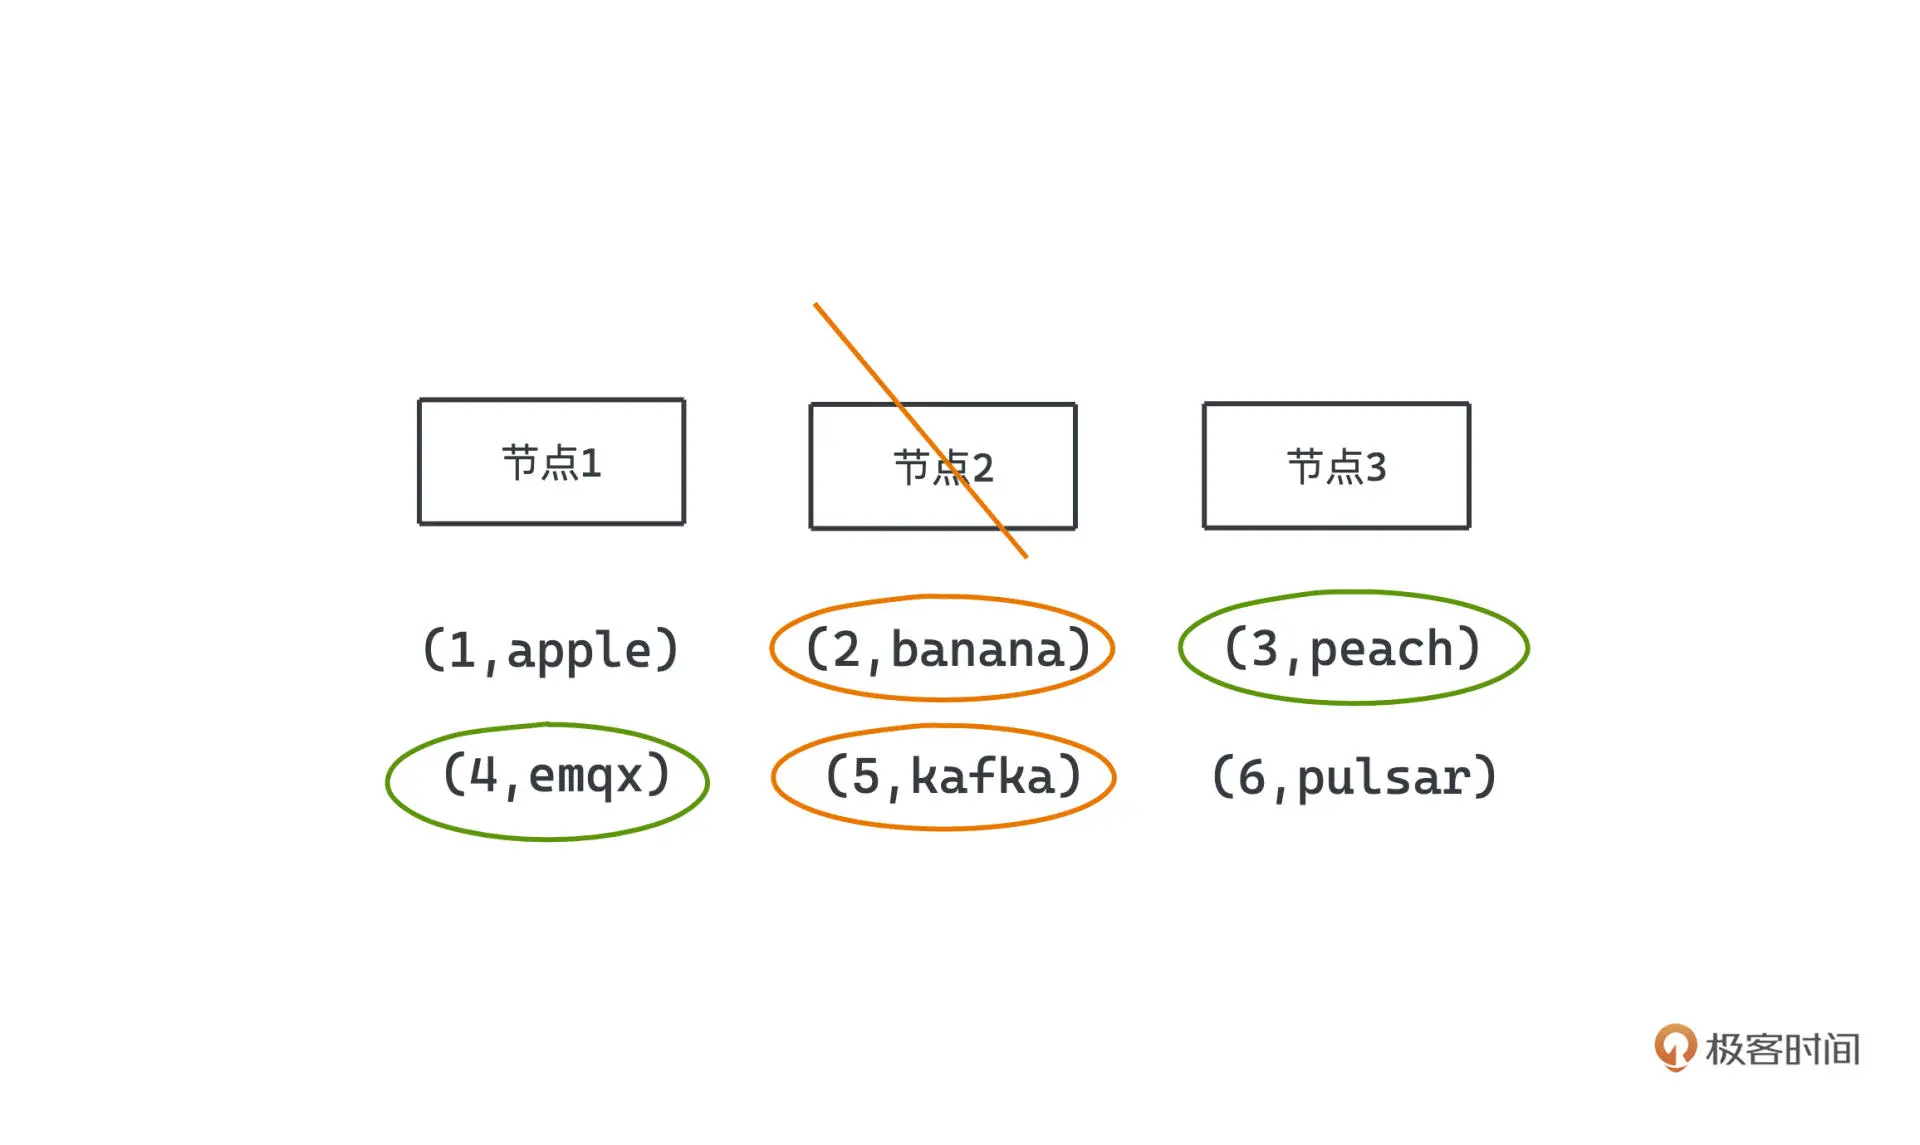 节点1
节点2
节点3
(1,apple)
(2,banana)
(3,peach)
(4,emqx)
(5,kafka)
(6,pulsar)
极客时间